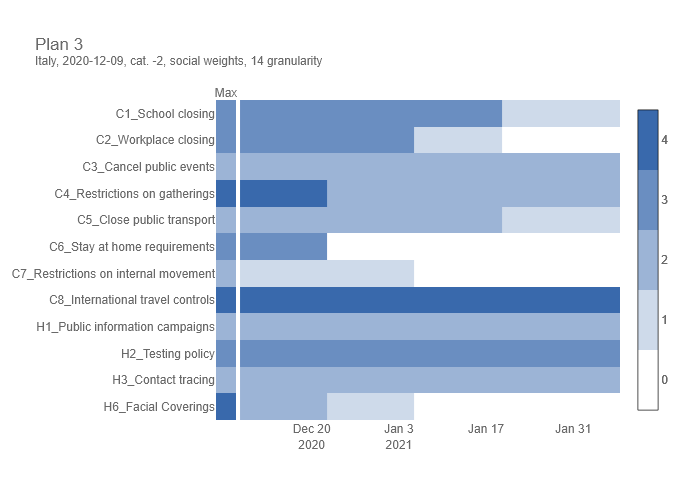 Plan 3
Italy, 2020-12-09, cat. -2, social weights, 14 granularity
Max
C1_School closing
C2_Workplace closing
C3_Cancel public events
C4_Restrictions on gatherings
C5_Close public transport
C6_Stay at home requirements
C7_Restrictions on internal movement
C8_International travel controls
H1_Public information campaigns
H2_Testing policy
H3_Contact tracing
H6_Facial Coverings
Dec 20 Jan 3 Jan 17 Jan 31
2020 2021
4
3
2
1
0